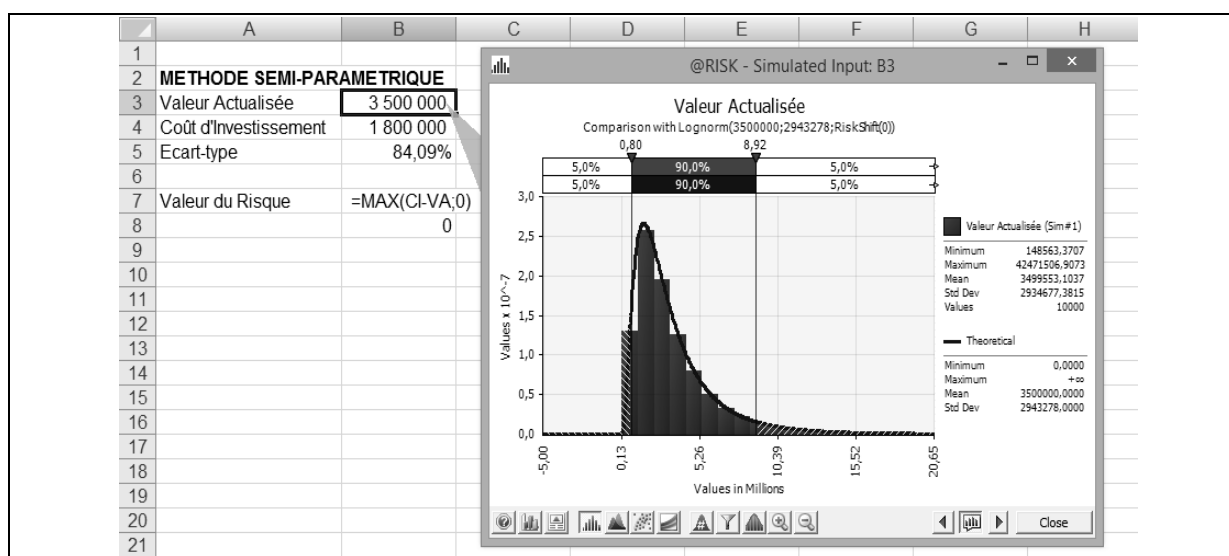 A B C D E F G H
1
2 METHODE SEMI-PARAMETRIQUE
3 Valeur Actualisée 3 500 000
4 Coût d'Investissement 1 800 000
5 Ecart-type 84,09%
6
7 Valeur du Risque =MAX(CI-VA;0)
8 0
9
10
11
12
13
14
15
16
17
18
19
20
21
@RISK - Simulated Input: B3
Valeur Actualisée
Comparison with Lognorm(3500000;2943278;RiskShift(0))
0,80 8,92
5,0% 90,0% 5,0%
5,0% 90,0% 5,0%
3,0
2,5
2,0
1,5
1,0
0,5
0,0
Values x 10^-7
-5,00 0,13 5,26 10,39 15,52 20,65
Values in Millions
Valeur Actualisée (Sim#1)
Minimum 148563,3707
Maximum 42471506,9073
Mean 3499553,1037
Std Dev 2934677,3815
Values 10000
Theoretical
Minimum 0,0000
Maximum +∞
Mean 3500000,0000
Std Dev 2943278,0000
Close